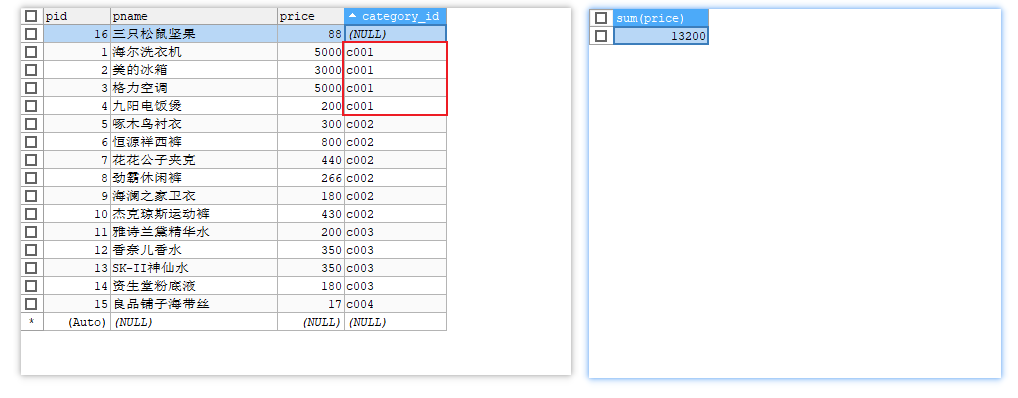 pid pname price category_id
16 三只松鼠坚果 88 (NULL)
1 海尔洗衣机 5000 c001
2 美的冰箱 3000 c001
3 格力空调 5000 c001
4 九阳电饭煲 200 c001
5 啄木鸟衬衣 300 c002
6 恒源祥西裤 800 c002
7 花花公子夹克 440 c002
8 劲霸休闲裤 266 c002
9 海澜之家卫衣 180 c002
10 杰克琼斯运动裤 430 c002
11 雅诗兰黛精华水 200 c003
12 香奈儿香水 350 c003
13 SK-II神仙水 350 c003
14 资生堂粉底液 180 c003
15 良品铺子海带丝 17 c004
* (Auto) (NULL) (NULL) (NULL)
sum(price)
13200